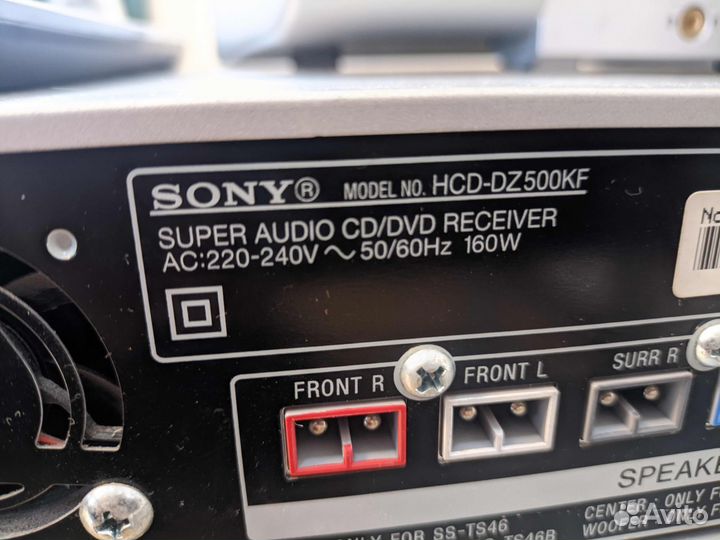 SONY® MODEL NO. HCD-DZ500KF
SUPER AUDIO CD/DVD RECEIVER
AC:220-240V ~ 50/60Hz 160W
FRONT R
FRONT L
SURR R
SPEAKE
ONLY FOR SS-TS46
CENTER : ONLY F
WOOFER : ONLY F
Avito